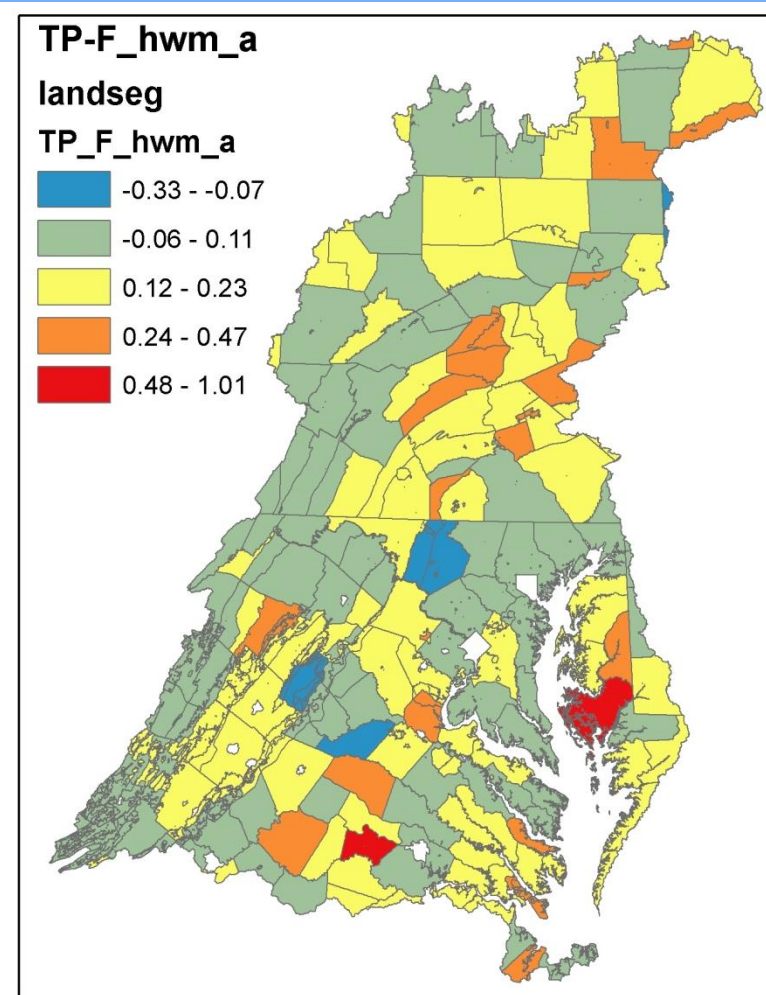 TP-F_hwm_a
landseg
TP_F_hwm_a
-0.33 - -0.07
-0.06 - 0.11
0.12 - 0.23
0.24 - 0.47
0.48 - 1.01